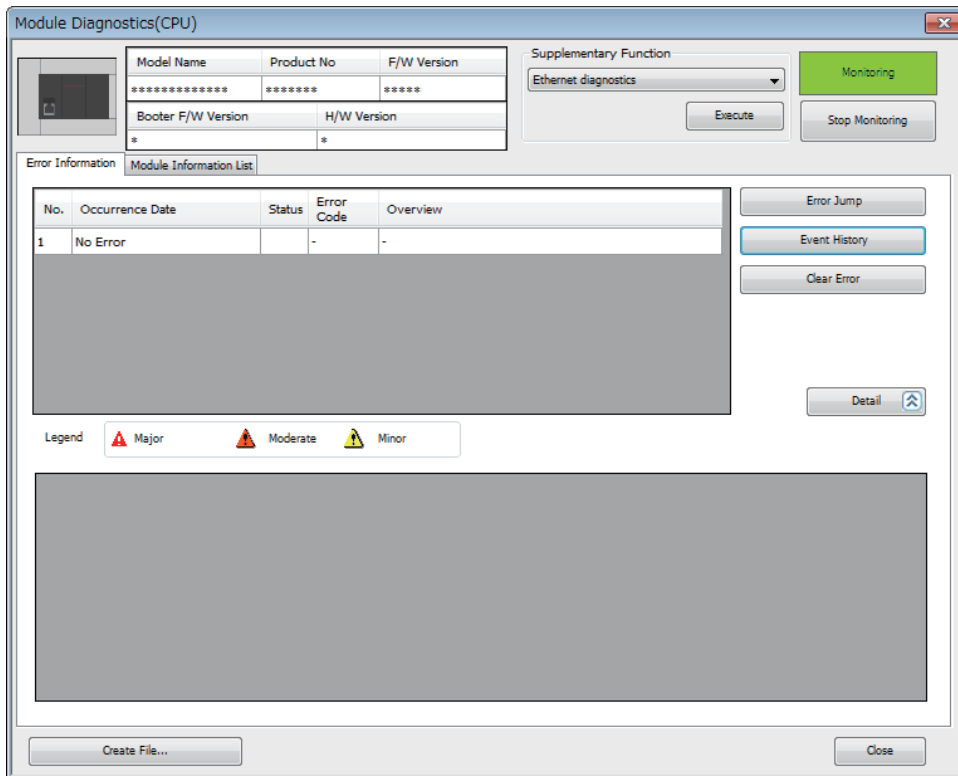 Module Diagnostics(CPU)
Model Name Product No F/W Version
************* ******* *****
Booter F/W Version H/W Version
* *
Supplementary Function
Ethernet diagnostics
Execute
Monitoring
Stop Monitoring
Error Information Module Information List
No. Occurrence Date Status Error Code Overview
1 No Error - -
Error Jump
Event History
Clear Error
Detail
Legend Major Moderate Minor
Create File...
Close